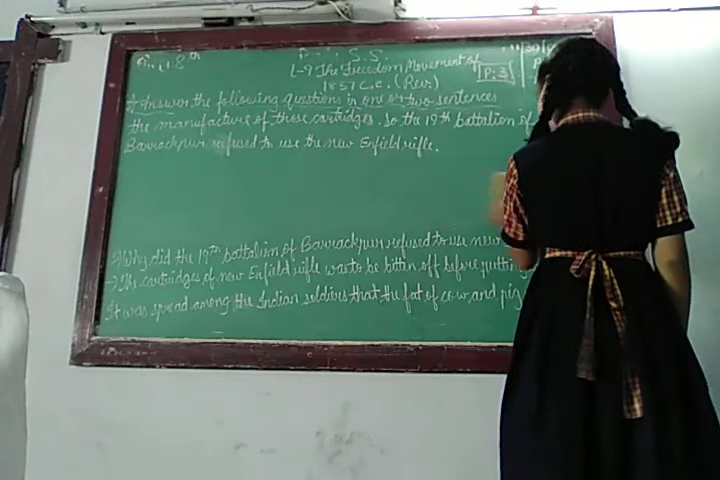 8th
S.S.
L-9 The Freedom Movement of
1857 C.E. (Rev.)
P: 3
Answer the following questions in one or two sentences
the manufacture of these cartridges. So the 19th battalion of
Barrackpur refused to use the new Enfield rifle.
Why did the 19th battalion of Barrackpur refused to use new
The cartridges of new Enfield rifle was to be bitten off before putting
It was spread among the Indian soldiers that the fat of cow and pig